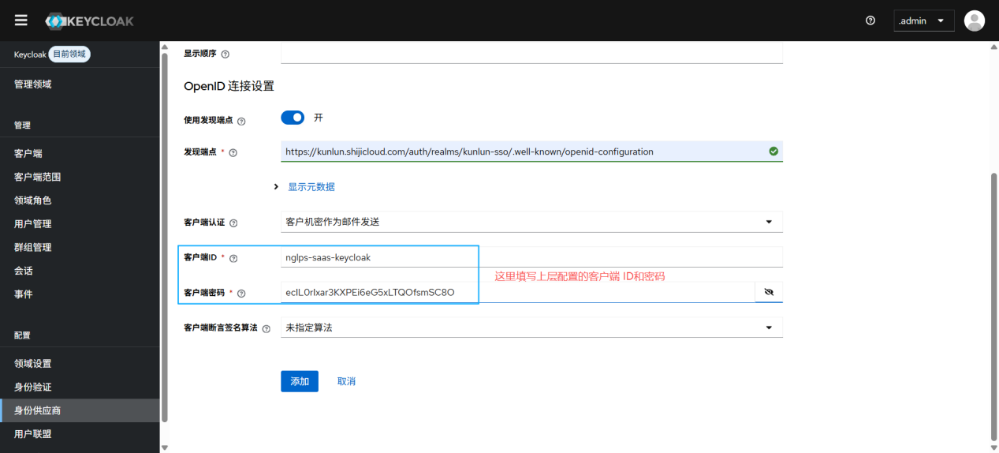 KEYCLOAK
.admin
Keycloak 目前领域
管理领域
管理
客户端
客户端范围
领域角色
用户管理
群组管理
会话
事件
配置
领域设置
身份验证
身份供应商
用户联盟
显示顺序
OpenID 连接设置
使用发现端点 开
发现端点 * https://kunlun.shijicloud.com/auth/realms/kunlun-sso/.well-known/openid-configuration
显示元数据
客户端认证 客户机密作为邮件发送
客户端ID * nglps-saas-keycloak
这里填写上层配置的客户端 ID和密码
客户端密码 * eclL0rlxar3KXPEi6eG5xLTQOfsmSC8O
客户端断言签名算法 未指定算法
添加 取消